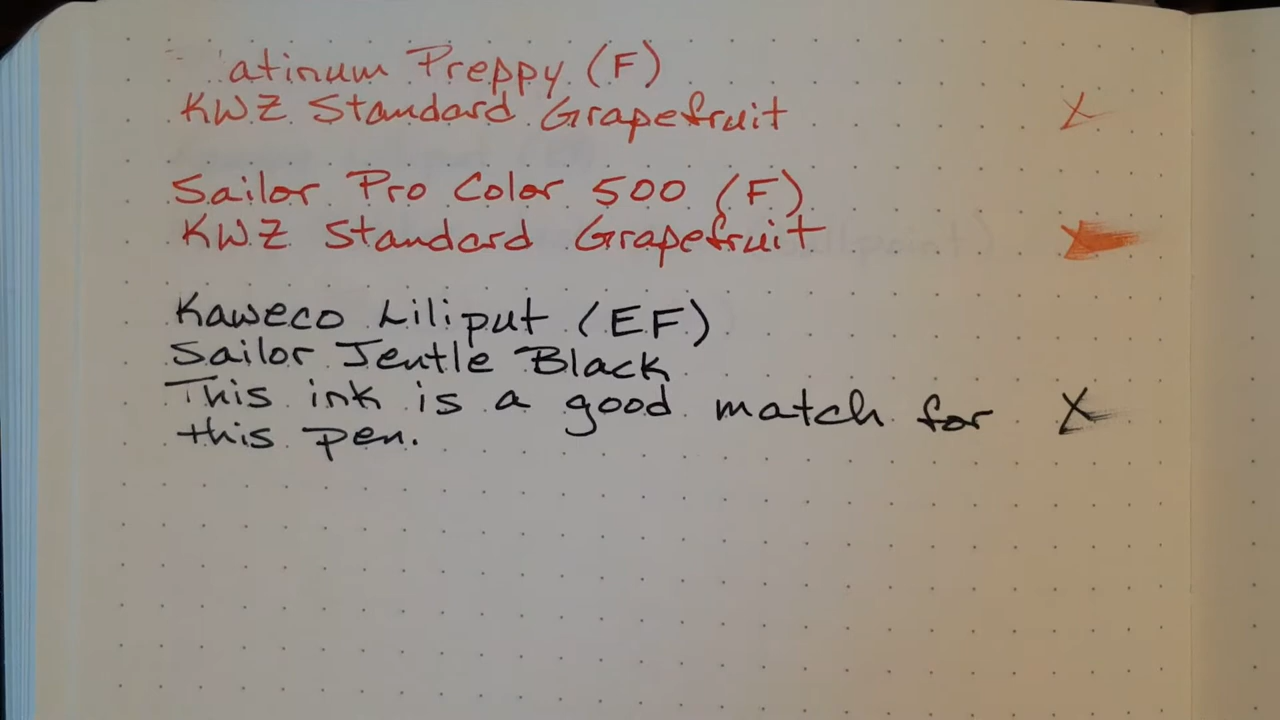 atinum Preppy (F)
KWZ Standard Grapefruit X
Sailor Pro Color 500 (F)
KWZ Standard Grapefruit
Kaweco Liliput (EF)
Sailor Jentle Black
This ink is a good match for X
this pen.